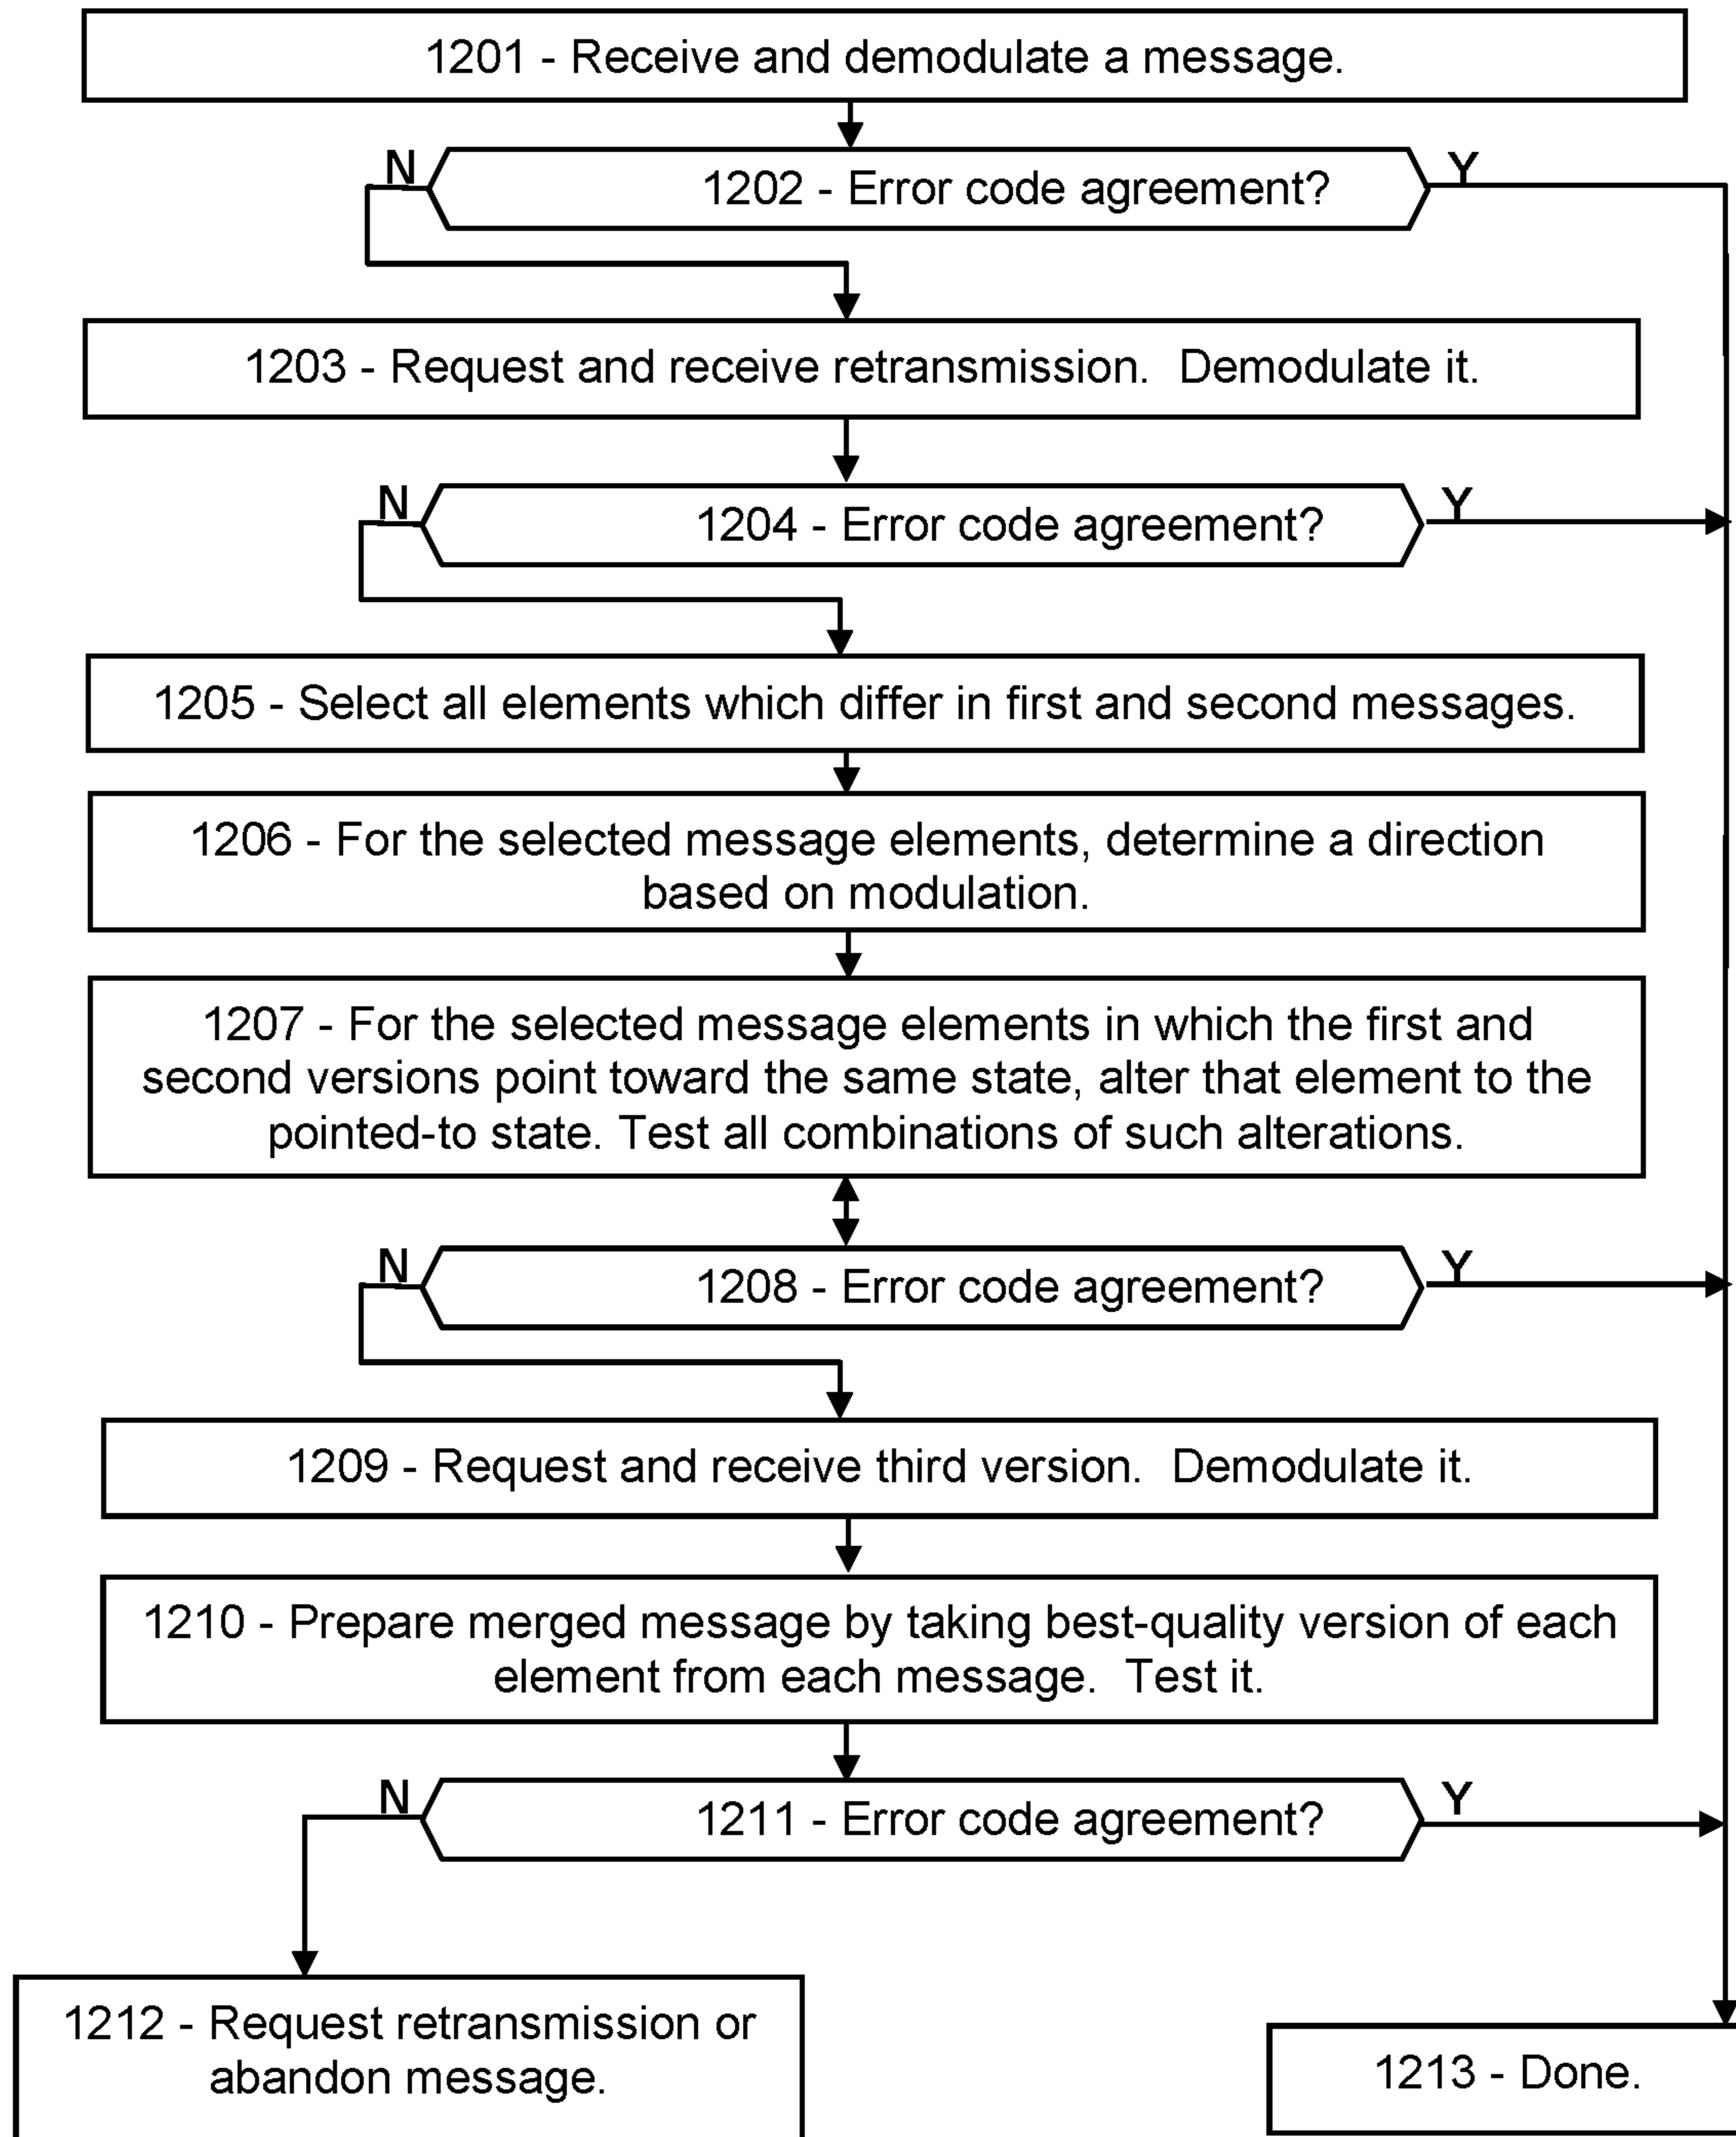 1201 - Receive and demodulate a message.
N
1202 - Error code agreement?
Y
1203 - Request and receive retransmission.  Demodulate it.
N
1204 - Error code agreement?
Y
1205 - Select all elements which differ in first and second messages.
1206 - For the selected message elements, determine a direction
based on modulation.
1207 - For the selected message elements in which the first and
second versions point toward the same state, alter that element to the
pointed-to state. Test all combinations of such alterations.
N
1208 - Error code agreement?
Y
1209 - Request and receive third version.  Demodulate it.
1210 - Prepare merged message by taking best-quality version of each
element from each message.  Test it.
N
1211 - Error code agreement?
Y
1212 - Request retransmission or
abandon message.
1213 - Done.